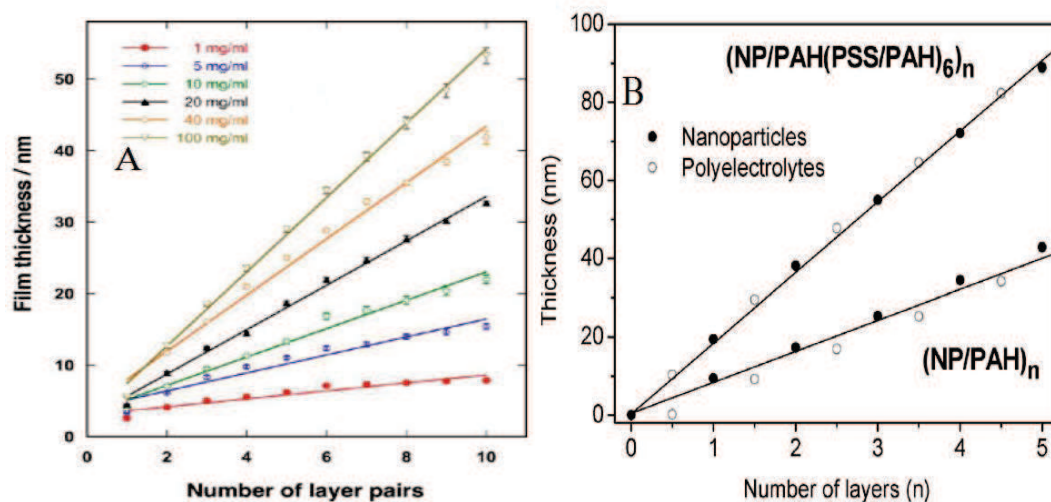 A
1 mg/ml
5 mg/ml
10 mg/ml
20 mg/ml
40 mg/ml
100 mg/ml
Film thickness / nm
50
40
30
20
10
0
0 2 4 6 8 10
Number of layer pairs
B
(NP/PAH(PSS/PAH)6)n
Nanoparticles
Polyelectrolytes
(NP/PAH)n
Thickness (nm)
100
80
60
40
20
0
0 1 2 3 4 5
Number of layers (n)